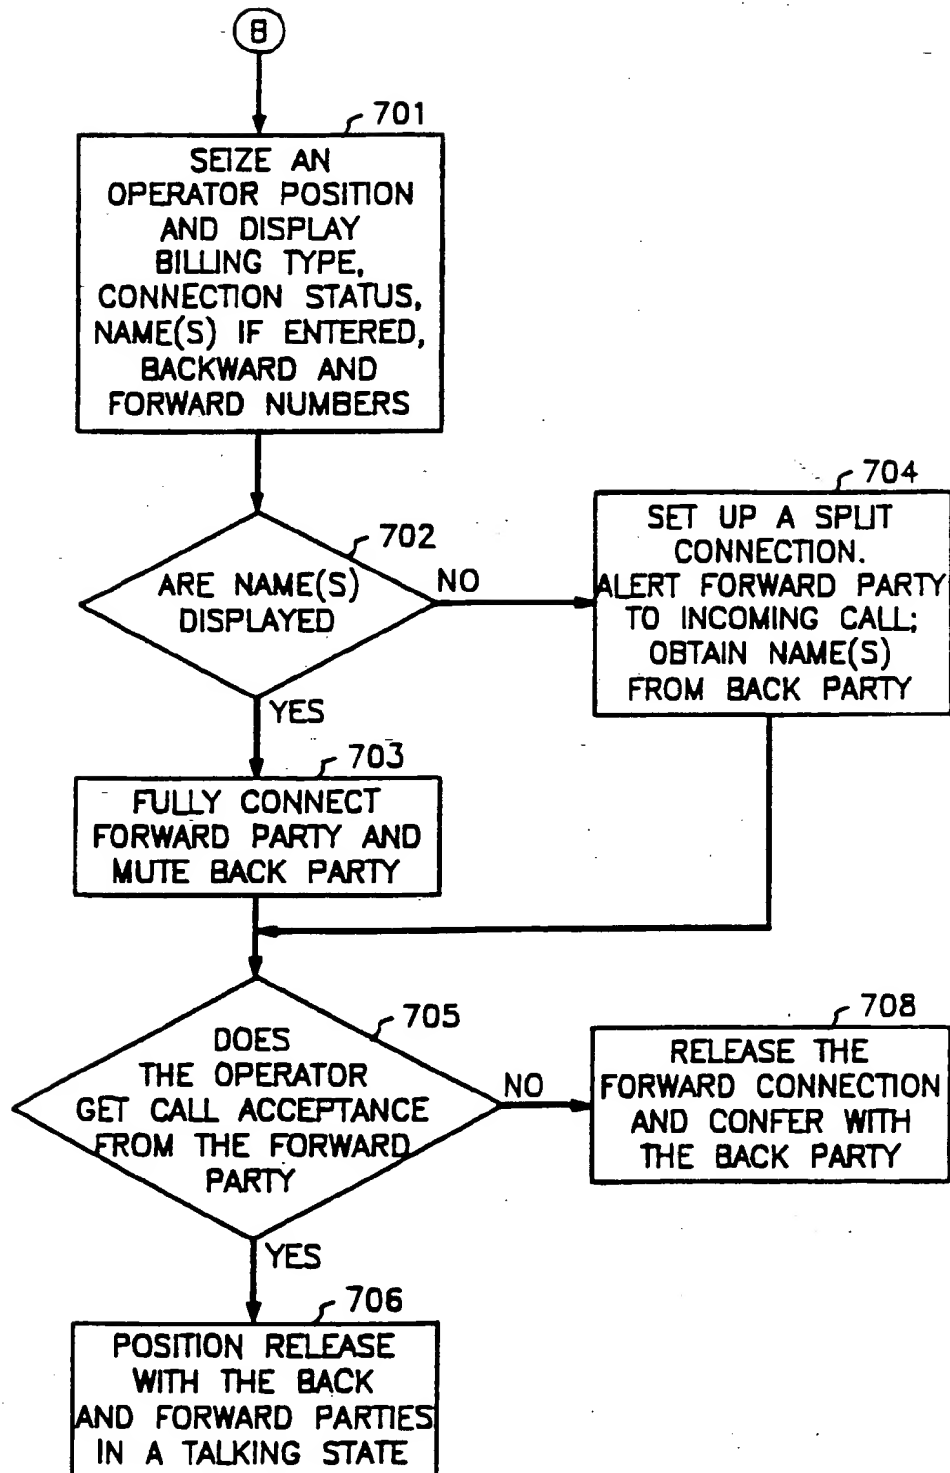 B
701
SEIZE AN
OPERATOR POSITION
AND DISPLAY
BILLING TYPE,
CONNECTION STATUS,
NAME(S) IF ENTERED,
BACKWARD AND
FORWARD NUMBERS
702
ARE NAME(S)
DISPLAYED
NO
YES
704
SET UP A SPLIT
CONNECTION.
ALERT FORWARD PARTY
TO INCOMING CALL;
OBTAIN NAME(S)
FROM BACK PARTY
703
FULLY CONNECT
FORWARD PARTY AND
MUTE BACK PARTY
705
DOES
THE OPERATOR
GET CALL ACCEPTANCE
FROM THE FORWARD
PARTY
NO
YES
708
RELEASE THE
FORWARD CONNECTION
AND CONFER WITH
THE BACK PARTY
706
POSITION RELEASE
WITH THE BACK
AND FORWARD PARTIES
IN A TALKING STATE